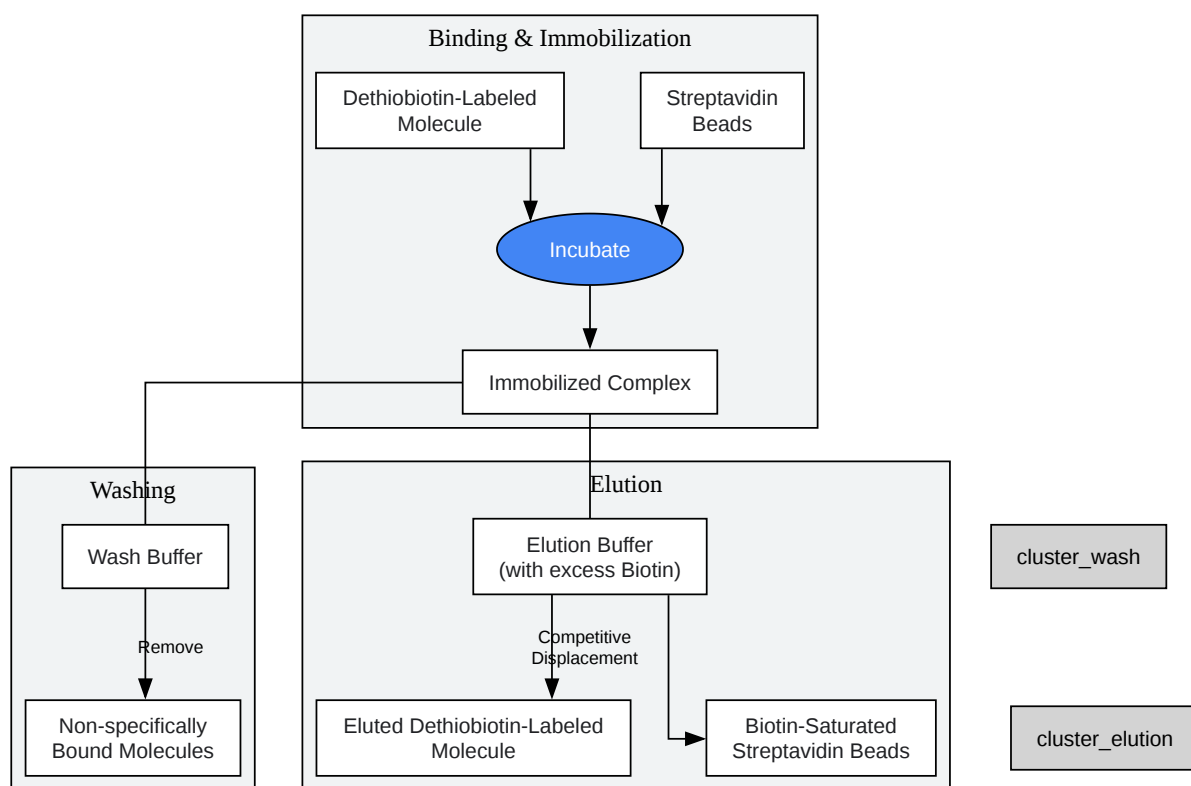 Binding & Immobilization
Dethiobiotin-Labeled
Molecule
Streptavidin
Beads
Incubate
Immobilized Complex
Washing
Wash Buffer
Remove
Non-specifically
Bound Molecules
Elution
Elution Buffer
(with excess Biotin)
Competitive
Displacement
Eluted Dethiobiotin-Labeled
Molecule
Biotin-Saturated
Streptavidin Beads
cluster_wash
cluster_elution